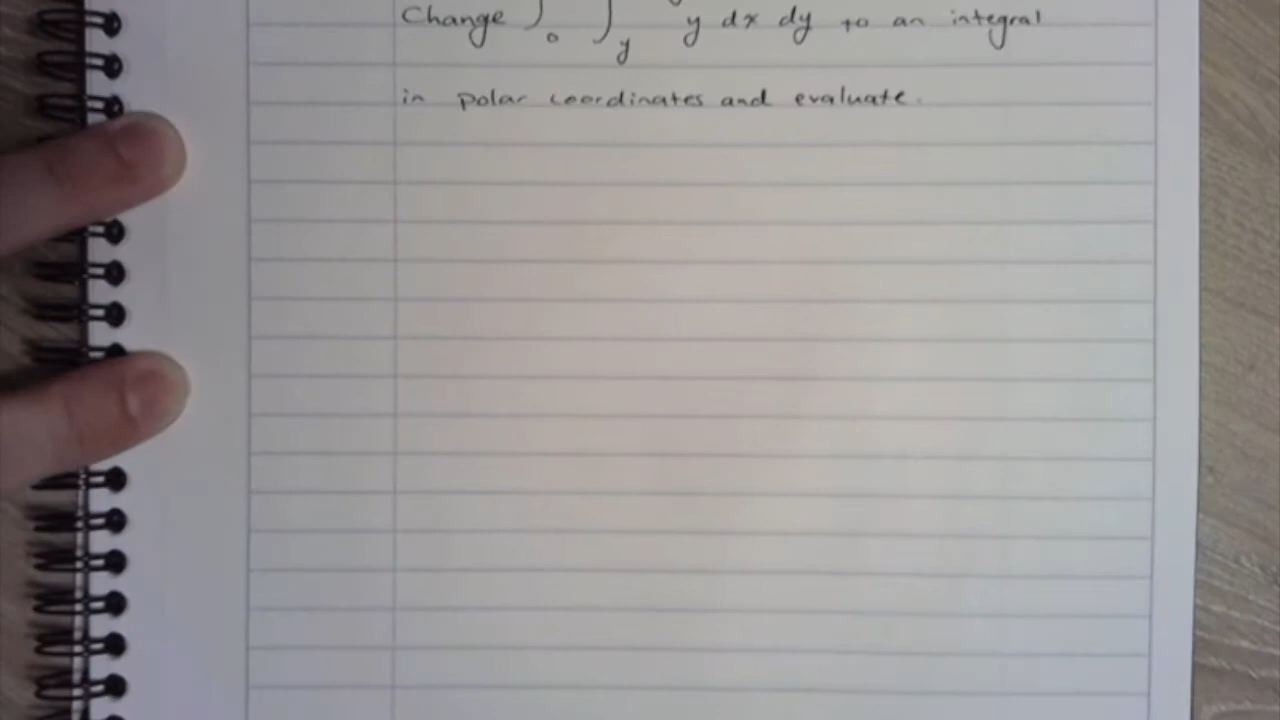 Change ∫₀ ∫y y dx dy to an integral
in polar coordinates and evaluate.